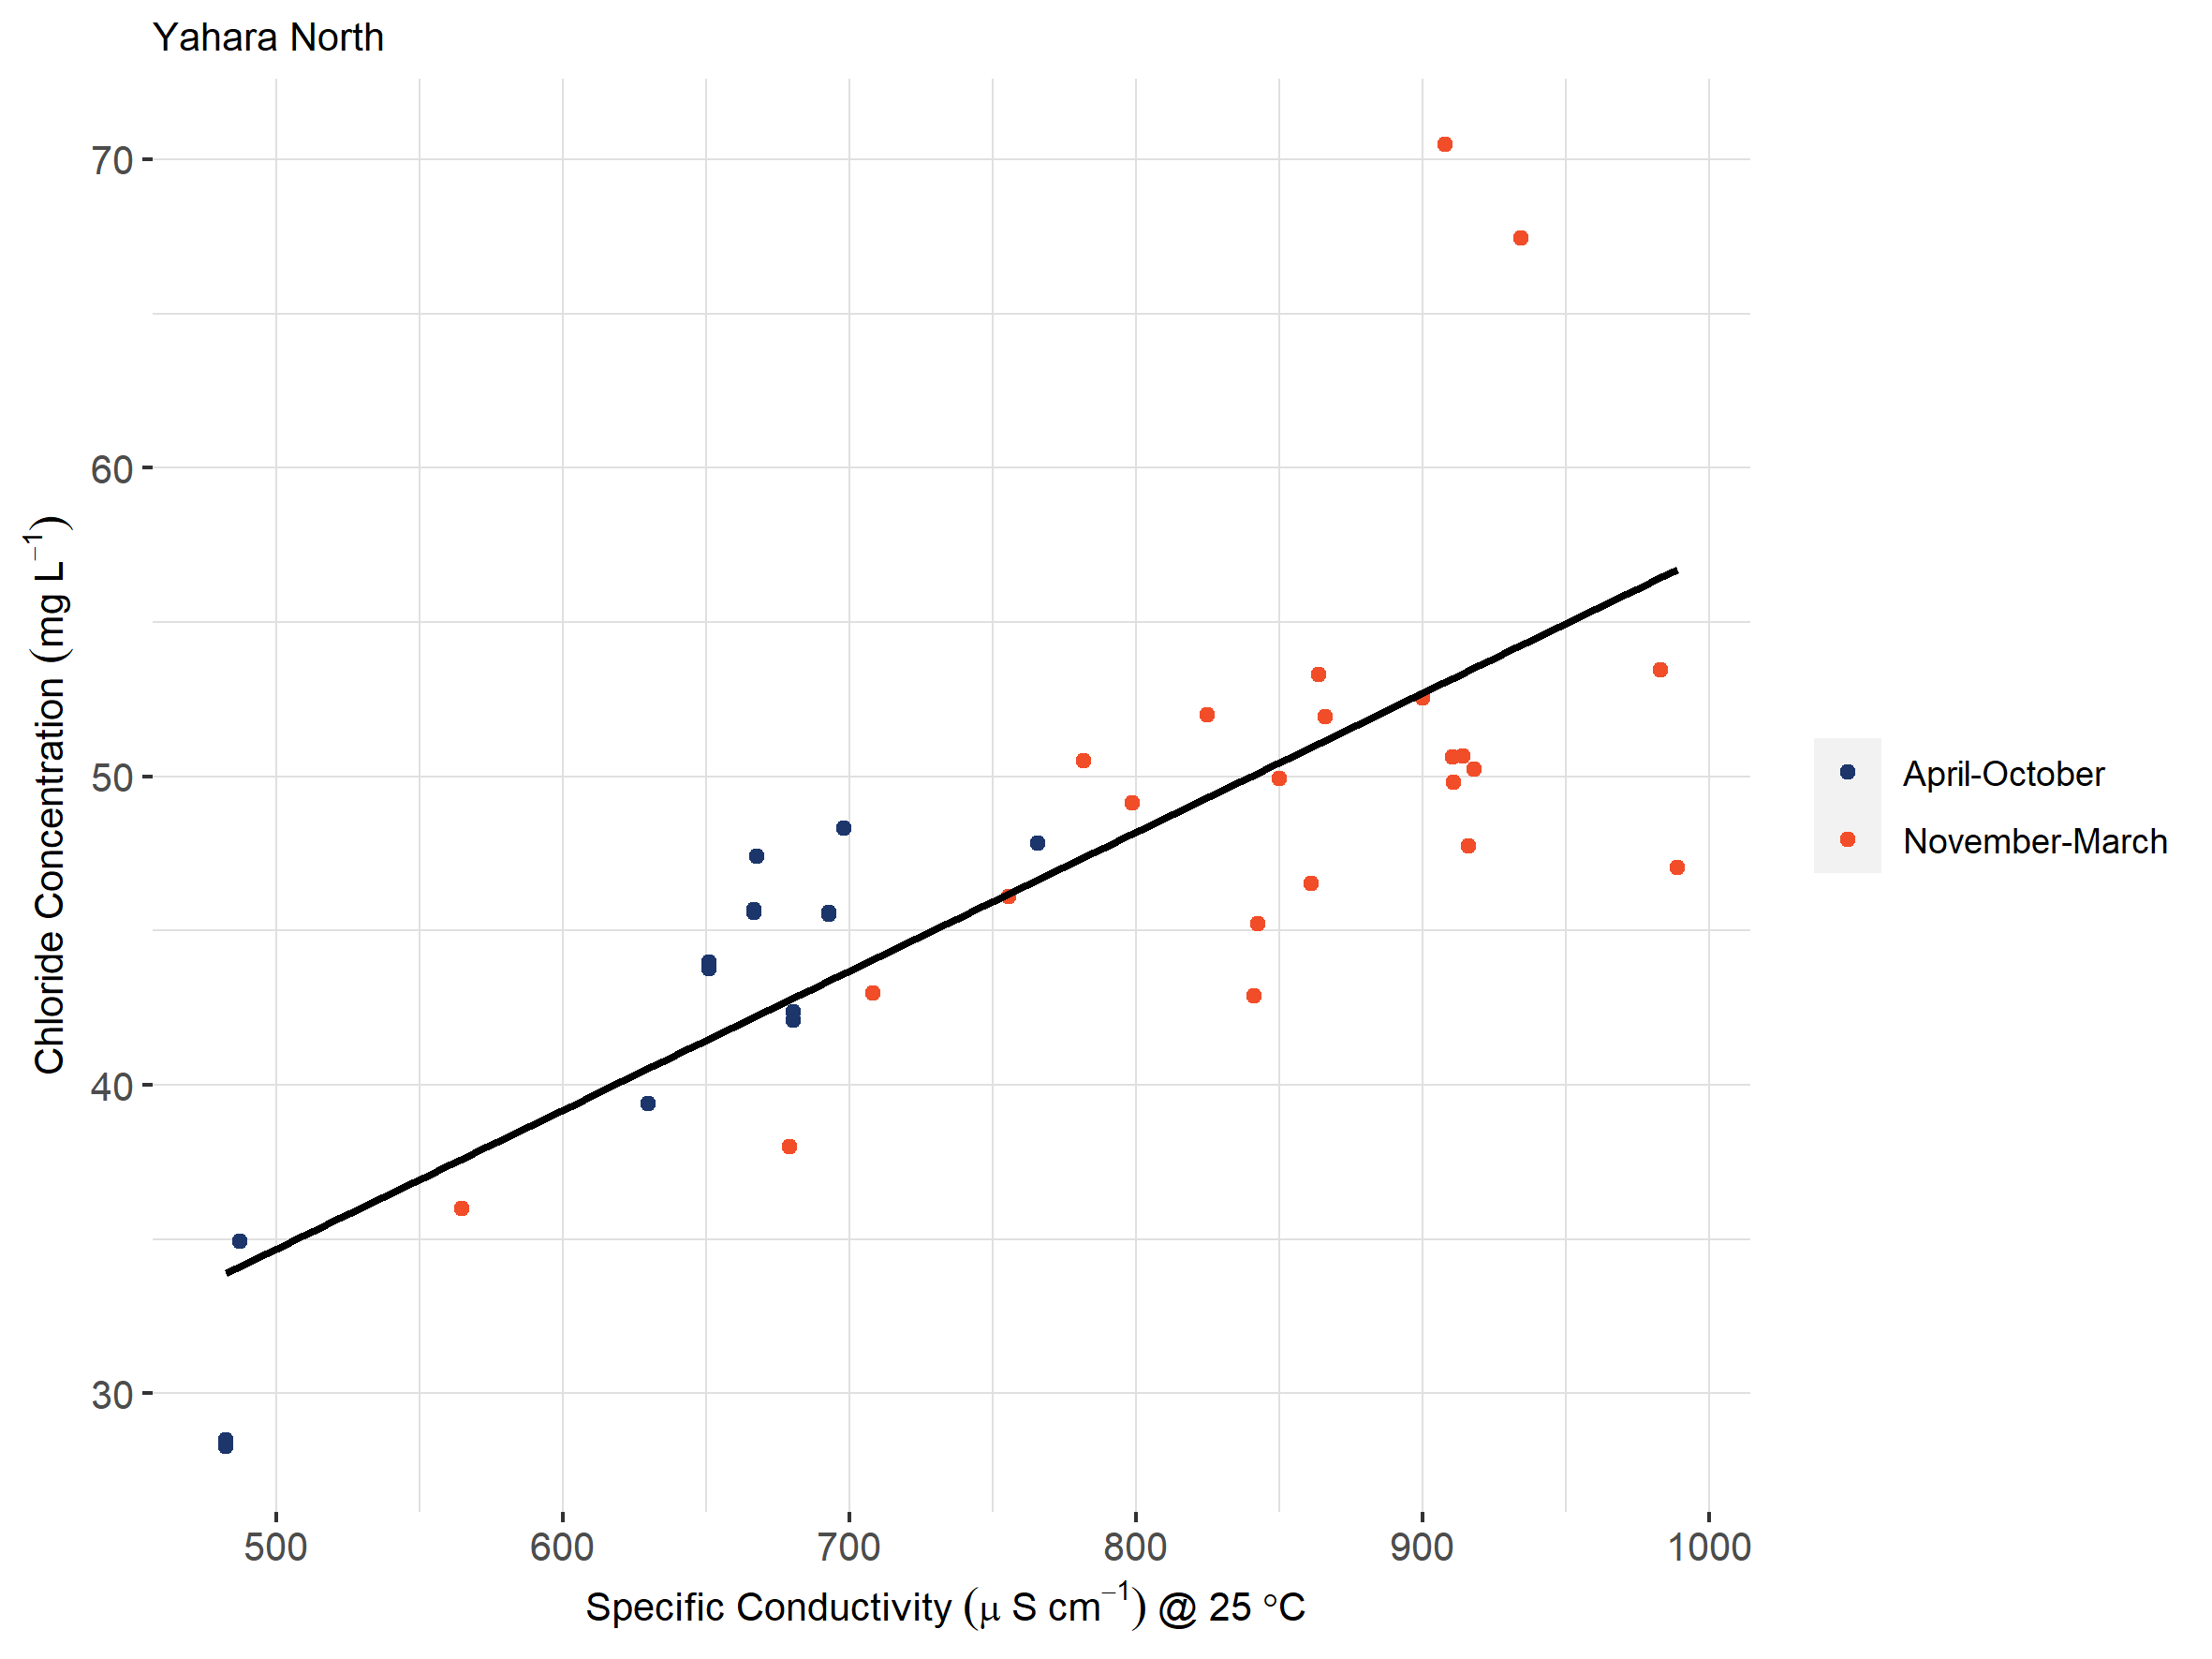 Yahara North
70
60
50
40
30
Chloride Concentration (mg L⁻¹)
500 600 700 800 900 1000
Specific Conductivity (μ S cm⁻¹) @ 25 °C
April-October
November-March